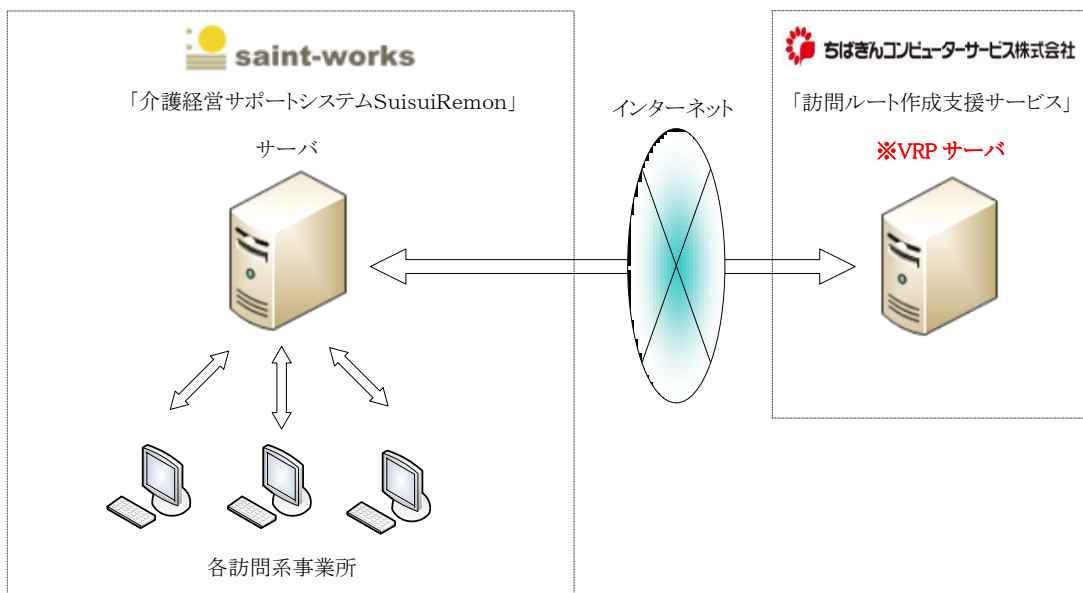 saint-works
「介護経営サポートシステムSuisuiRemon」
サーバ
インターネット
ちばぎんコンピューターサービス株式会社
「訪問ルート作成支援サービス」
※VRP サーバ
各訪問系事業所